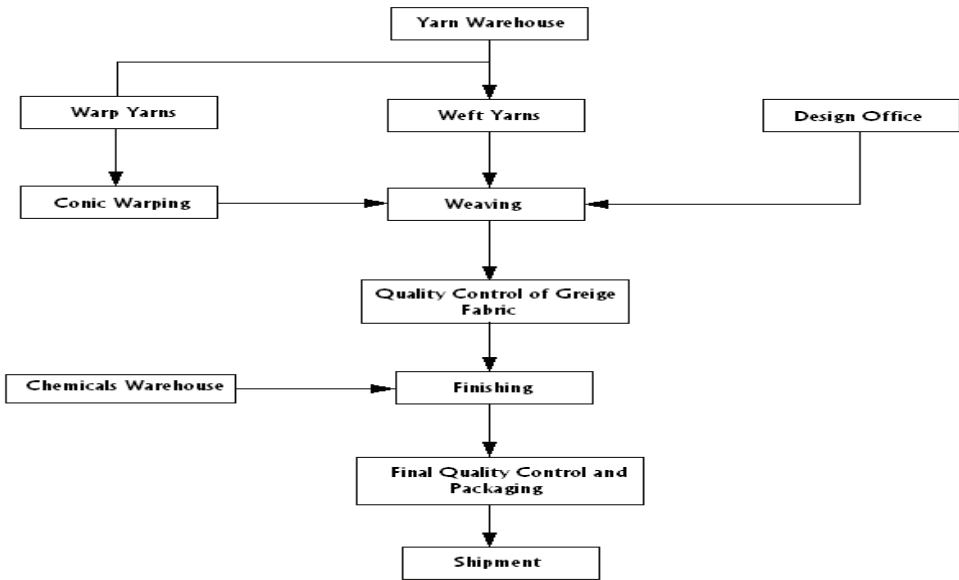 Yarn Warehouse
Warp Yarns
Weft Yarns
Design Office
Conic Warping
Weaving
Quality Control of Greige
Fabric
Chemicals Warehouse
Finishing
Final Quality Control and
Packaging
Shipment